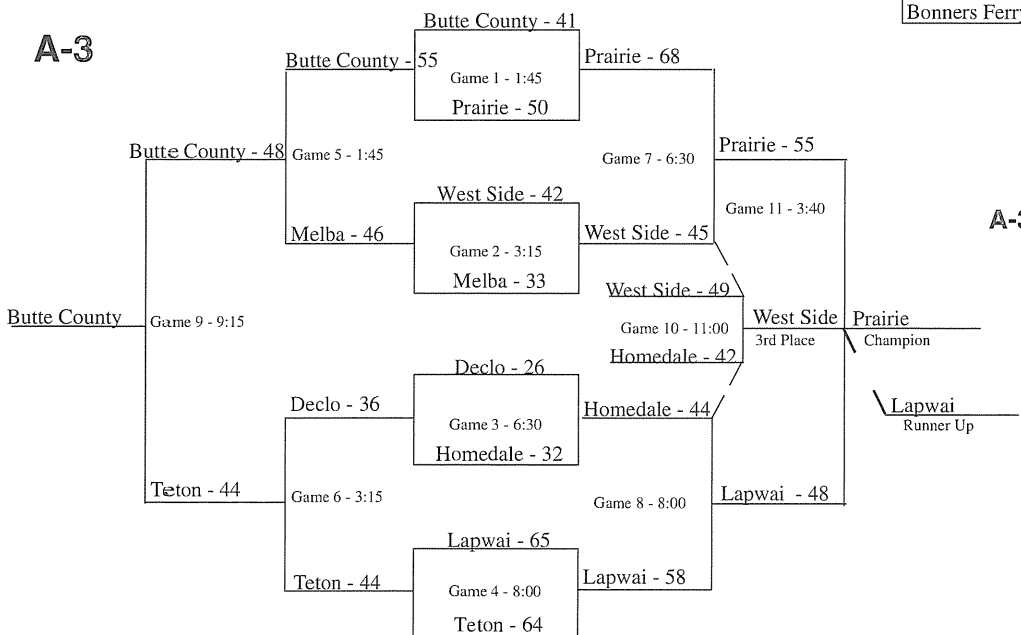 Bonners Ferry
A-3
Butte County - 41
Butte County - 55
Game 1 - 1:45
Prairie - 68
Prairie - 50
Butte County - 48
Game 5 - 1:45
Game 7 - 6:30
Prairie - 55
West Side - 42
Game 11 - 3:40
A-3
Melba - 46
Game 2 - 3:15
West Side - 45
Melba - 33
West Side - 49
Butte County
Game 9 - 9:15
Game 10 - 11:00
West Side
Prairie
3rd Place
Champion
Homedale - 42
Declo - 26
Declo - 36
Game 3 - 6:30
Homedale - 44
Lapwai
Runner Up
Homedale - 32
Teton - 44
Game 6 - 3:15
Game 8 - 8:00
Lapwai - 48
Lapwai - 65
Teton - 44
Game 4 - 8:00
Lapwai - 58
Teton - 64